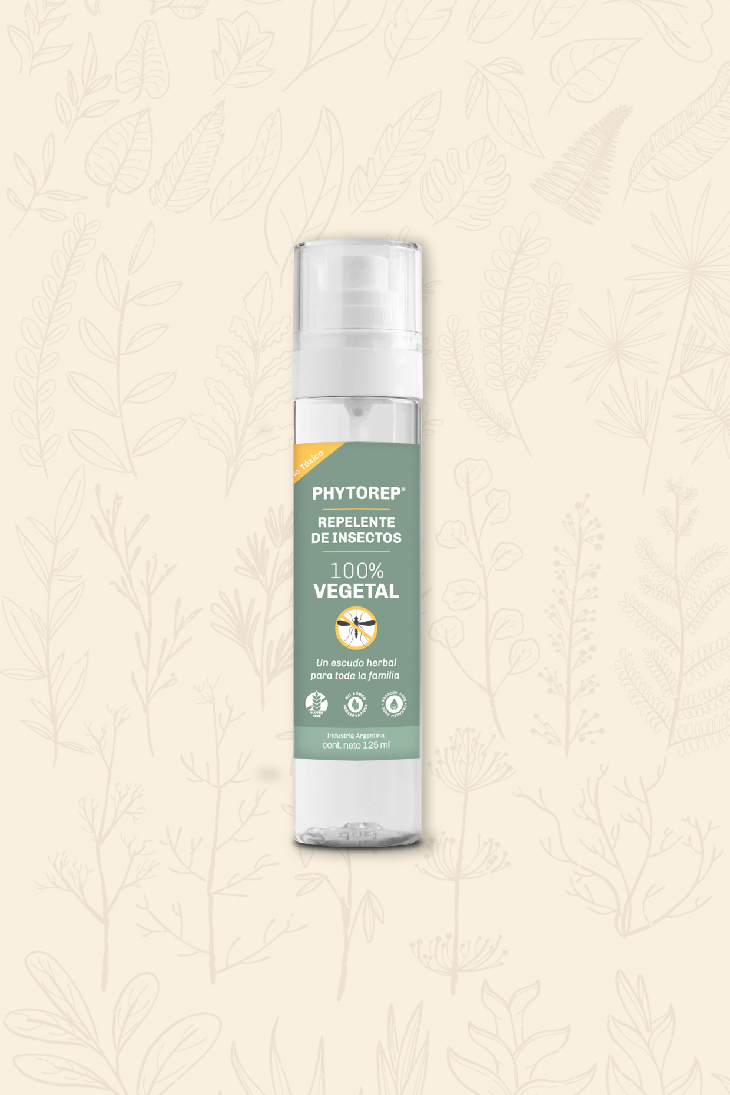 Tóxico
PHYTOREP®
REPELENTE
DE INSECTOS
100%
VEGETAL
Un escudo herbal
para toda la familia
Industria Argentina
cont. neto 125 ml